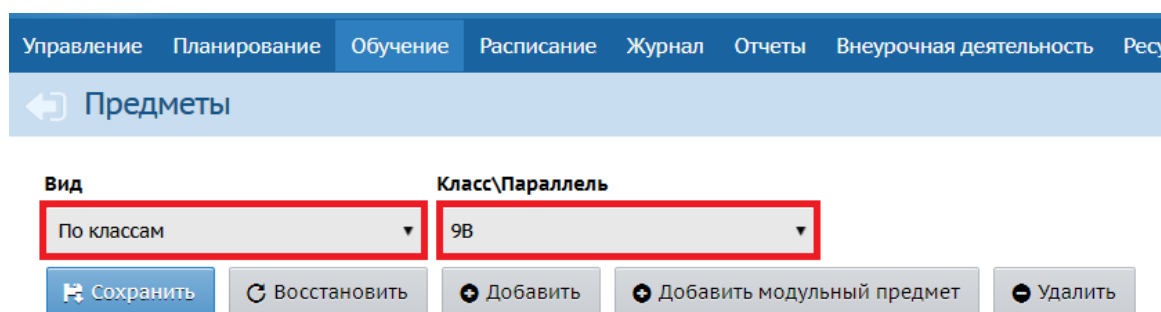 Управление Планирование Обучение Расписание Журнал Отчеты Внеурочная деятельность
Предметы
Вид Класс\Параллель
По классам 9В
Сохранить Восстановить Добавить Добавить модульный предмет Удалить